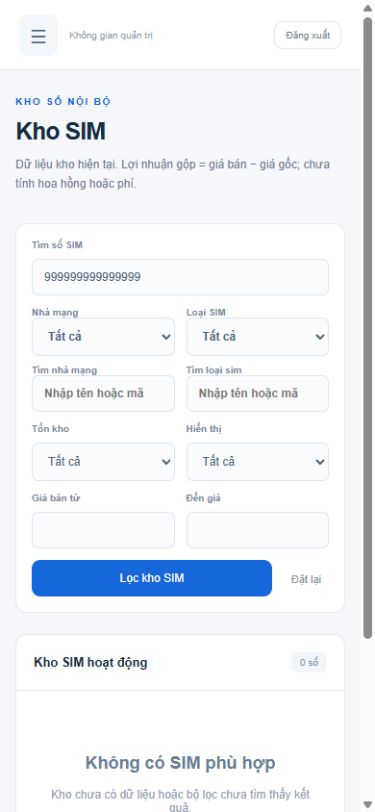 Không gian quản trị
Đăng xuất
KHO SỐ NỘI BỘ
Kho SIM
Dữ liệu kho hiện tại. Lợi nhuận gộp = giá bán − giá gốc; chưa
tính hoa hồng hoặc phí.
Tìm số SIM
999999999999999
Nhà mạng
Loại SIM
Tất cả
Tất cả
Tìm nhà mạng
Tìm loại sim
Nhập tên hoặc mã
Nhập tên hoặc mã
Tồn kho
Hiển thị
Tất cả
Tất cả
Giá bán từ
Đến giá
Lọc kho SIM
Đặt lại
Kho SIM hoạt động
0 số
Không có SIM phù hợp
Kho chưa có dữ liệu hoặc bộ lọc chưa tìm thấy kết
quả.